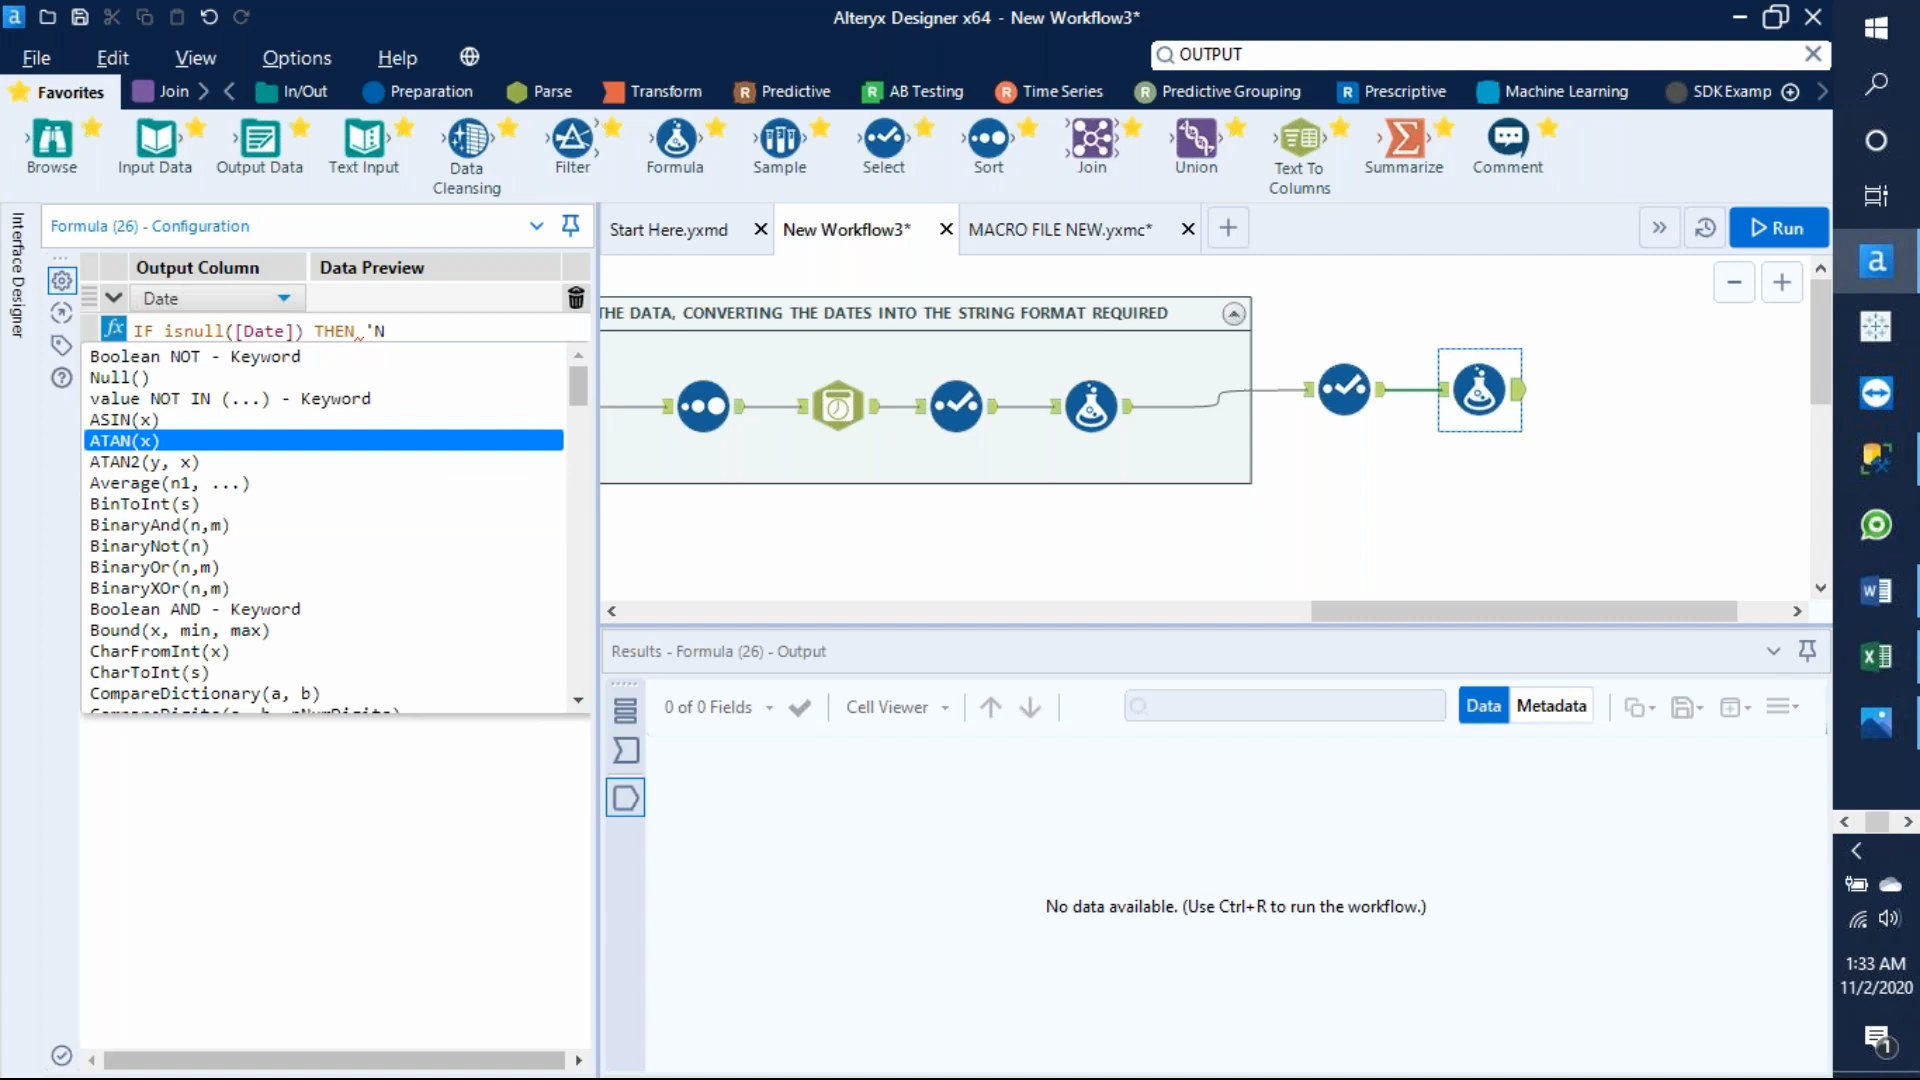 Alteryx Designer x64 - New Workflow3*
File
Edit
View
Options
Help
OUTPUT
Favorites
Join
In/Out
Preparation
Parse
Transform
Predictive
AB Testing
Time Series
Predictive Grouping
Prescriptive
Machine Learning
SDK Examp
Browse
Input Data
Output Data
Text Input
Data Cleansing
Filter
Formula
Sample
Select
Sort
Join
Union
Text To Columns
Summarize
Comment
Interface Designer
Formula (26) - Configuration
Output Column
Data Preview
Date
fx
IF isnull([Date]) THEN 'N
Boolean NOT - Keyword
Null()
value NOT IN (...) - Keyword
ASIN(x)
ATAN(x)
ATAN2(y, x)
Average(n1, ...)
BinToInt(s)
BinaryAnd(n,m)
BinaryNot(n)
BinaryOr(n,m)
BinaryXOr(n,m)
Boolean AND - Keyword
Bound(x, min, max)
CharFromInt(x)
CharToInt(s)
CompareDictionary(a, b)
Start Here.yxmd
New Workflow3*
MACRO FILE NEW.yxmc*
Run
THE DATA, CONVERTING THE DATES INTO THE STRING FORMAT REQUIRED
Results - Formula (26) - Output
0 of 0 Fields
Cell Viewer
Data
Metadata
No data available. (Use Ctrl+R to run the workflow.)
1:33 AM
11/2/2020
1